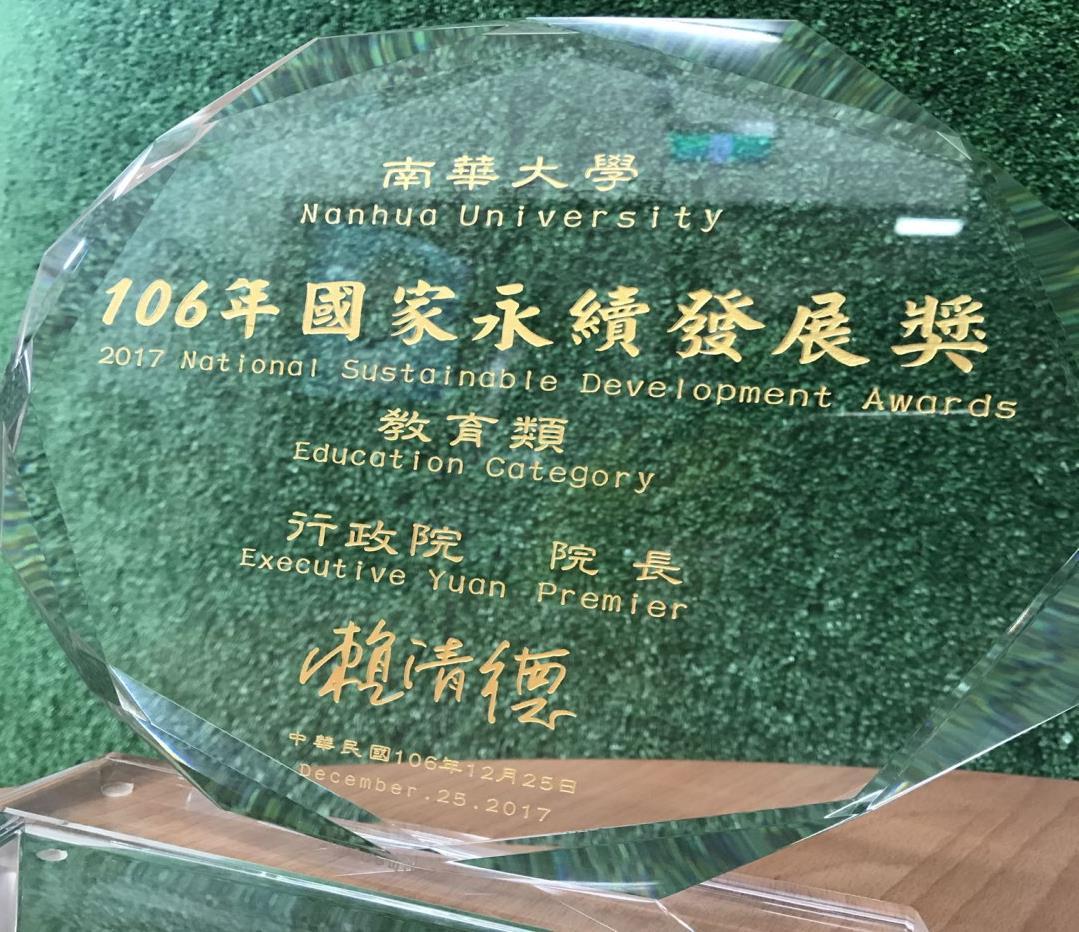 南華大學
Nanhua University
106年國家永續發展獎
2017 National Sustainable Development Awards
教育類
Education Category
行政院 院長
Executive Yuan Premier
賴清德
中華民國106年12月25日
December.25.2017